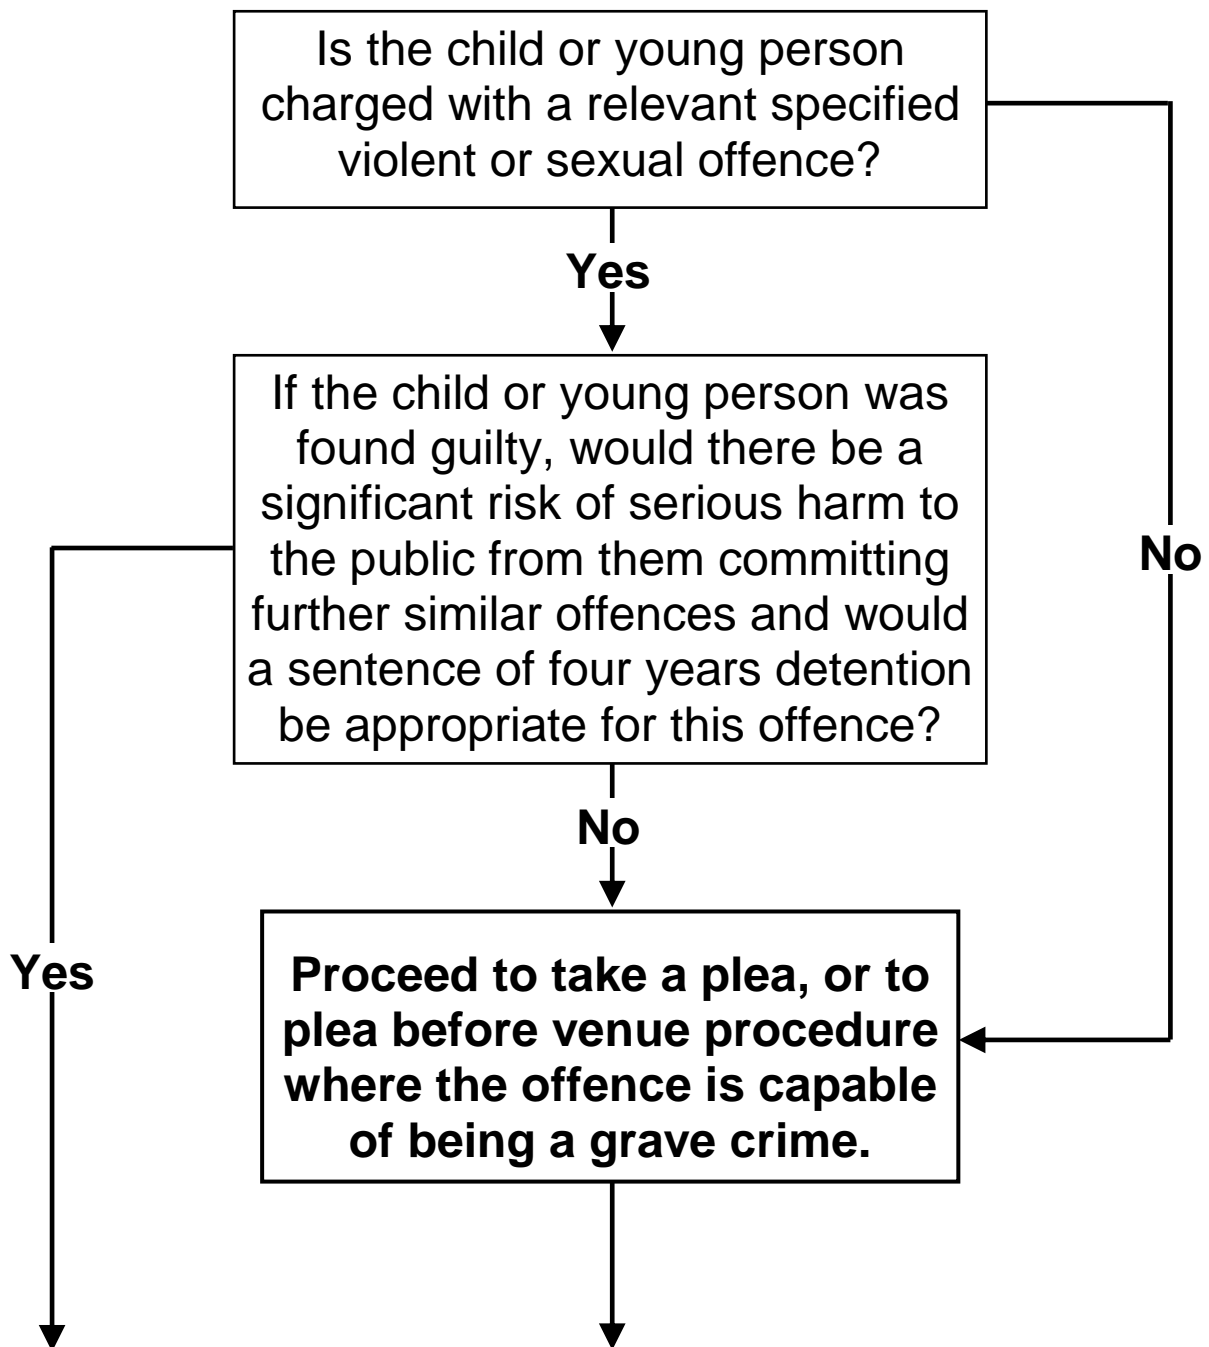 Is the child or young person
charged with a relevant specified
violent or sexual offence?
Yes
If the child or young person was
found guilty, would there be a
significant risk of serious harm to
the public from them committing
further similar offences and would
a sentence of four years detention
be appropriate for this offence?
No
No
Yes
Proceed to take a plea, or to
plea before venue procedure
where the offence is capable
of being a grave crime.